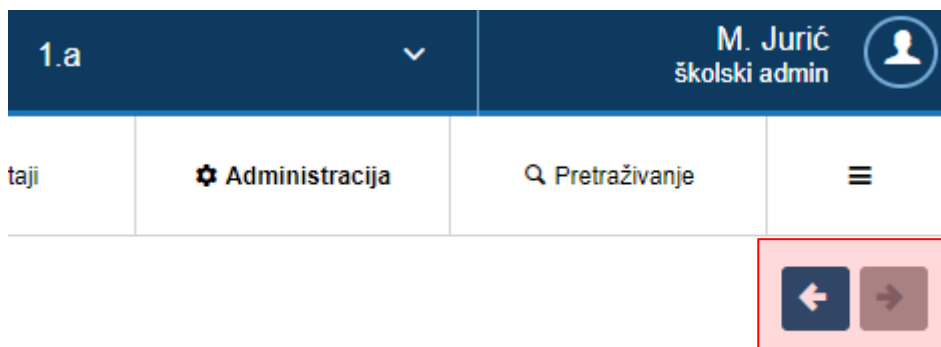 1.a
M. Jurić
školski admin
taji
Administracija
Pretraživanje